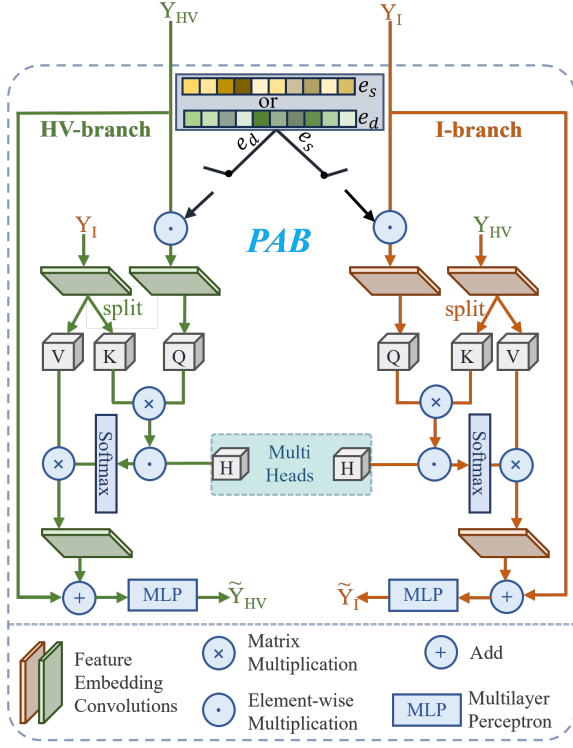 Y_HV
Y_I
e_s
or
e_d
HV-branch
I-branch
e_d
e_s
PAB
Y_I
Y_HV
split
split
V
K
Q
Q
K
V
×
×
Softmax
Softmax
×
·
H
Multi
Heads
H
·
×
+
MLP
Ỹ_HV
Ỹ_I
MLP
+
Feature
Embedding
Convolutions
×
Matrix
Multiplication
+
Add
·
Element-wise
Multiplication
MLP
Multilayer
Perceptron